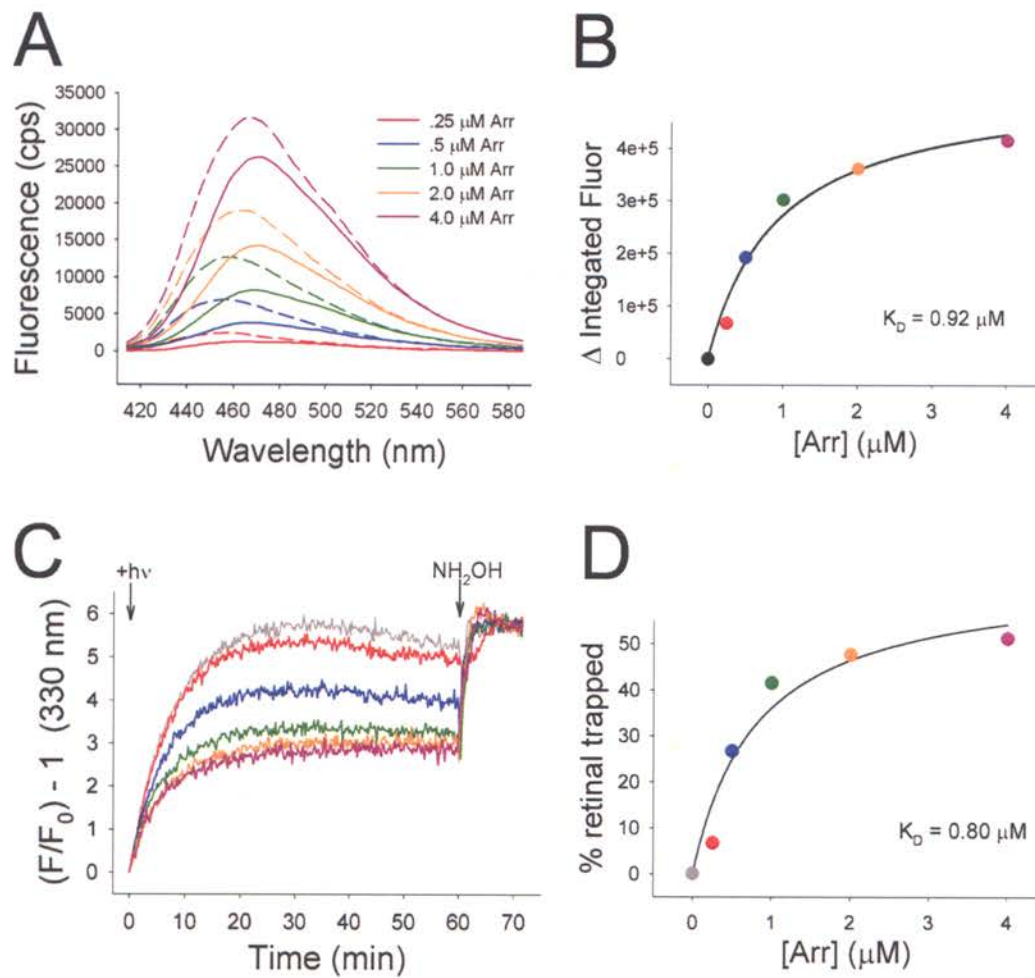 A
Fluorescence (cps)
35000
30000
25000
20000
15000
10000
5000
0
.25 μM Arr
.5 μM Arr
1.0 μM Arr
2.0 μM Arr
4.0 μM Arr
420 440 460 480 500 520 540 560 580
Wavelength (nm)
B
Δ Integated Fluor
4e+5
3e+5
2e+5
1e+5
0
K_D = 0.92 μM
0 1 2 3 4
[Arr] (μM)
C
+hν
NH₂OH
(F/F₀) - 1 (330 nm)
6
5
4
3
2
1
0
0 10 20 30 40 50 60 70
Time (min)
D
% retinal trapped
50
40
30
20
10
0
K_D = 0.80 μM
0 1 2 3 4
[Arr] (μM)